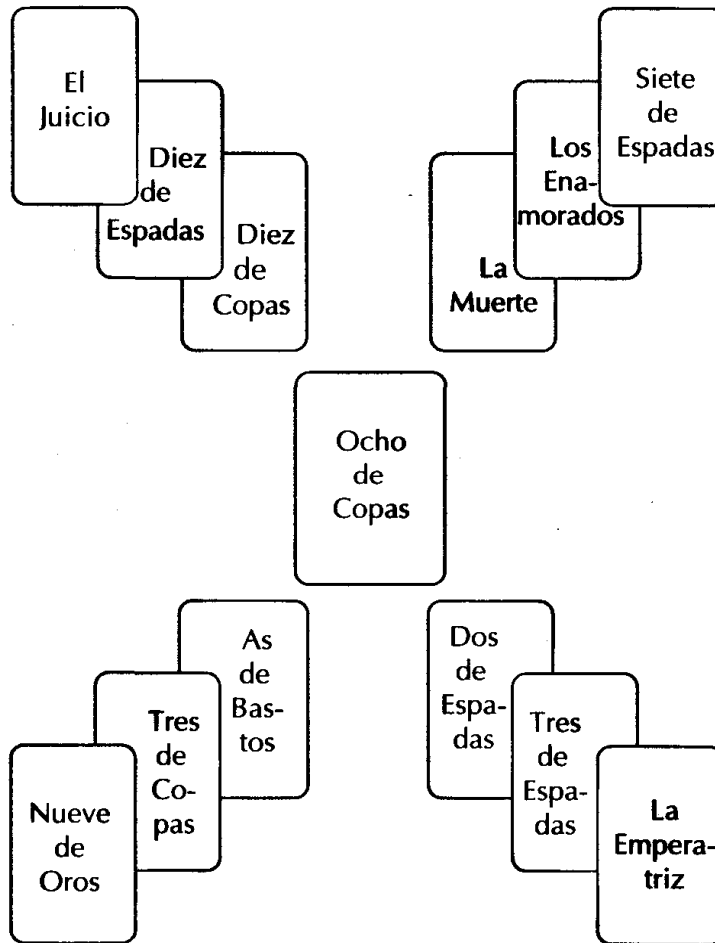 El
Juicio
Diez
de
Espadas
Diez
de
Copas
Siete
de
Espadas
Los
Ena-
morados
La
Muerte
Ocho
de
Copas
As
de
Bas-
tos
Tres
de
Co-
pas
Nueve
de
Oros
Dos
de
Espa-
das
Tres
de
Espa-
das
La
Empera-
triz